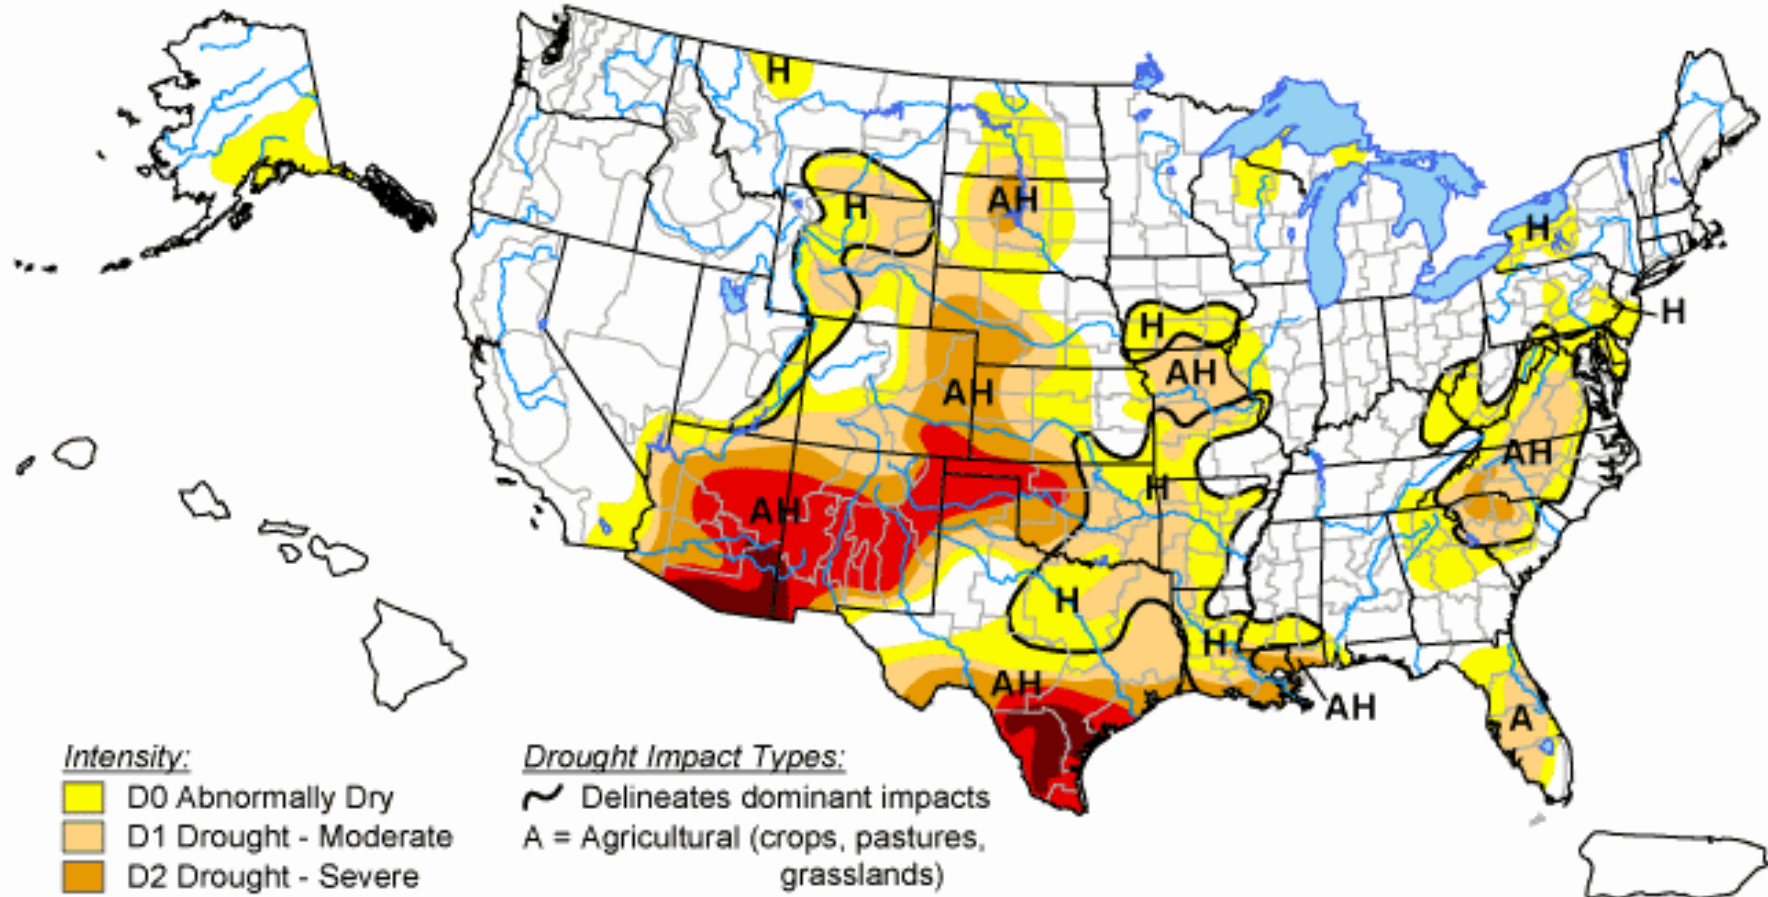 H
H
AH
H
H
H
AH
AH
AH
AH
H
H
H
AH
AH
A
Intensity:
D0 Abnormally Dry
D1 Drought - Moderate
D2 Drought - Severe
Drought Impact Types:
Delineates dominant impacts
A = Agricultural (crops, pastures,
grasslands)